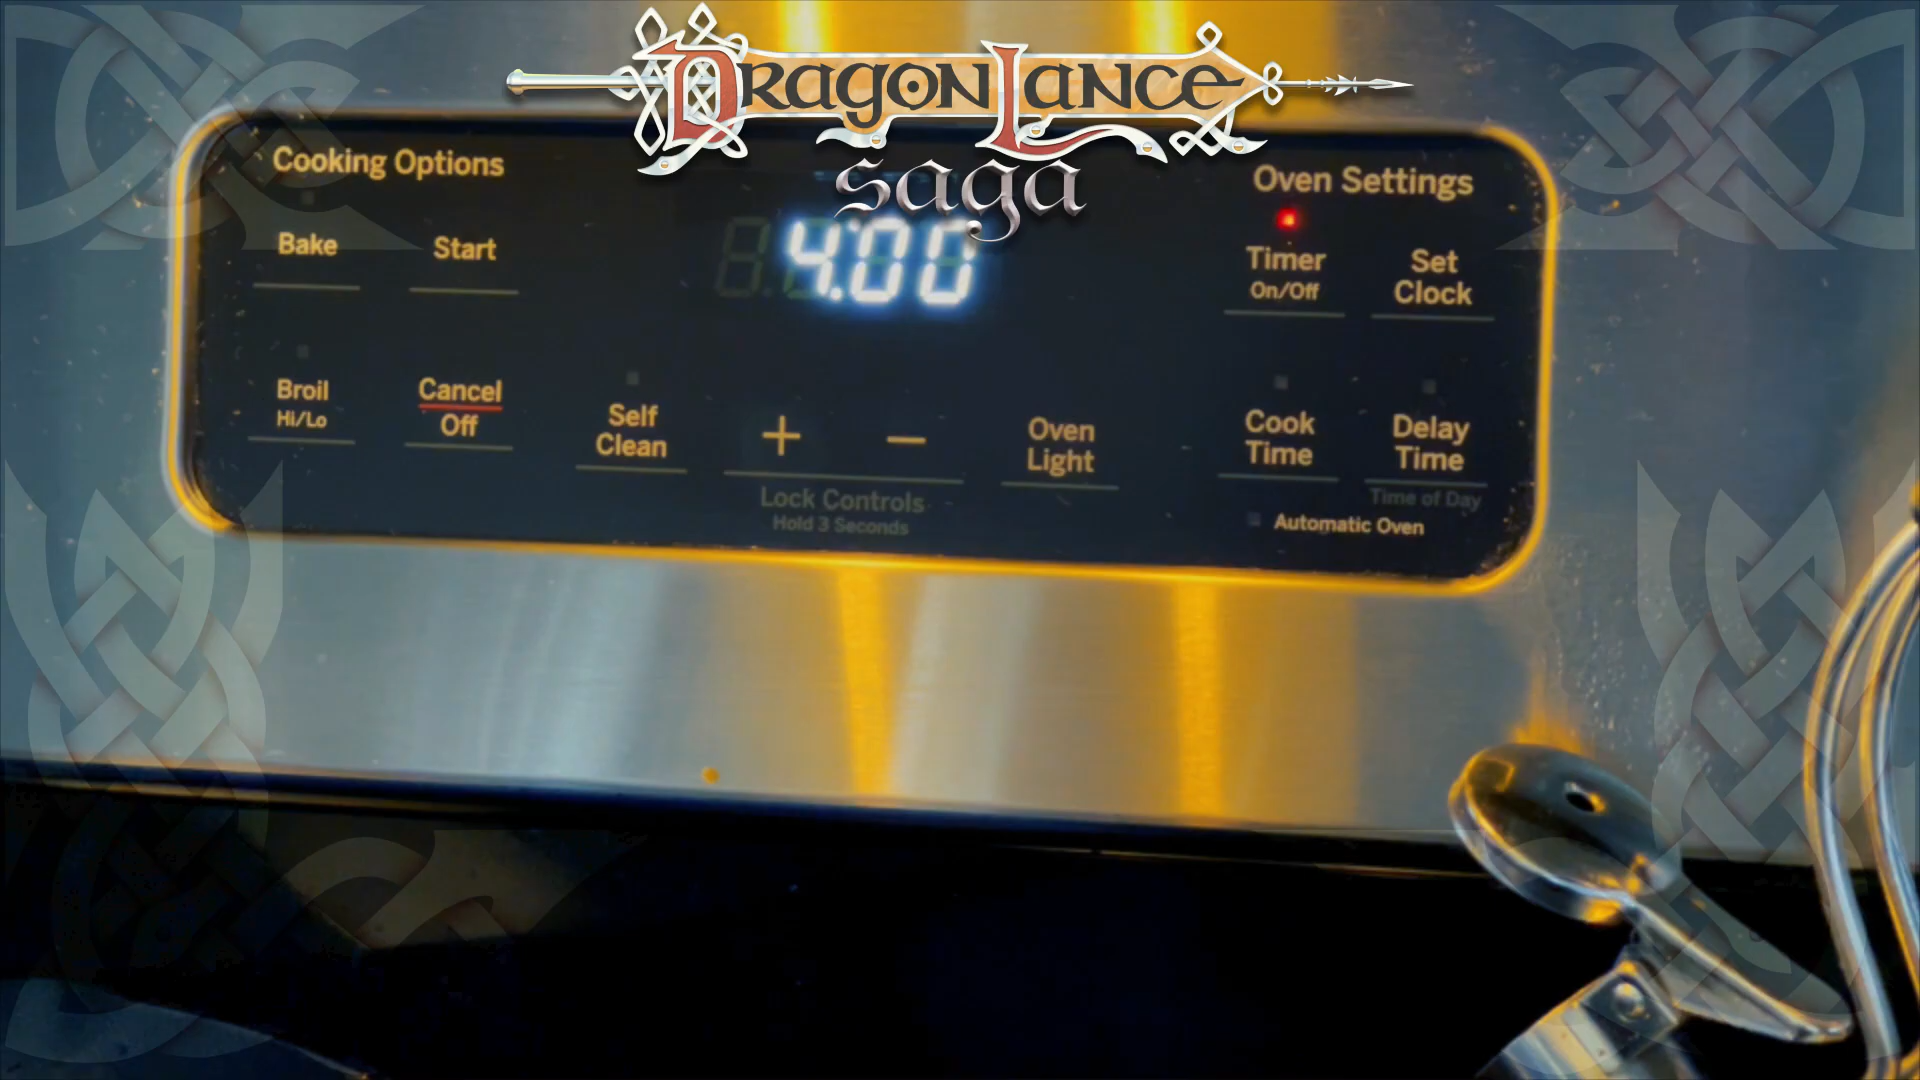 DragonLance
saga
Cooking Options
Bake
Start
Broil
Hi/Lo
Cancel
Off
Self
Clean
4.00
+ −
Lock Controls
Hold 3 Seconds
Oven
Light
Oven Settings
Timer
On/Off
Set
Clock
Cook
Time
Delay
Time
Time of Day
Automatic Oven